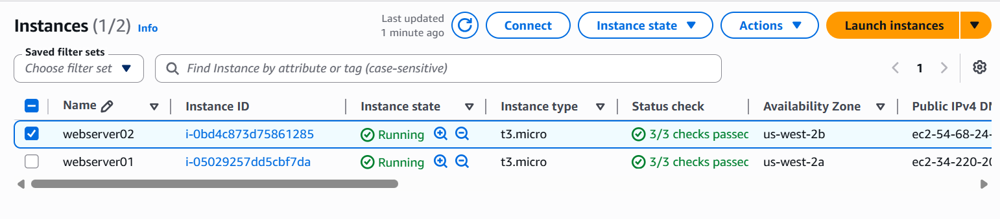 Instances (1/2) Info
Last updated
1 minute ago
Connect
Instance state
Actions
Launch instances
Saved filter sets
Choose filter set
Find Instance by attribute or tag (case-sensitive)
1
Name Instance ID Instance state Instance type Status check Availability Zone Public IPv4
webserver02 i-0bd4c873d75861285 Running t3.micro 3/3 checks passed us-west-2b ec2-54-68-24-
webserver01 i-05029257dd5cbf7da Running t3.micro 3/3 checks passed us-west-2a ec2-34-220-20